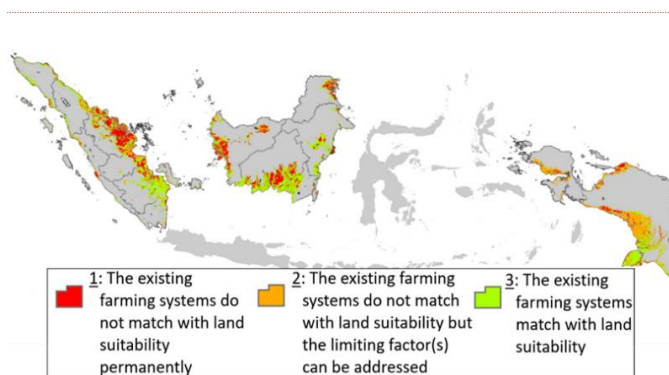 1: The existing
farming systems do
not match with land
suitability
permanently
2: The existing farming
systems do not match
with land suitability but
the limiting factor(s)
can be addressed
3: The existing
farming systems
match with land
suitability